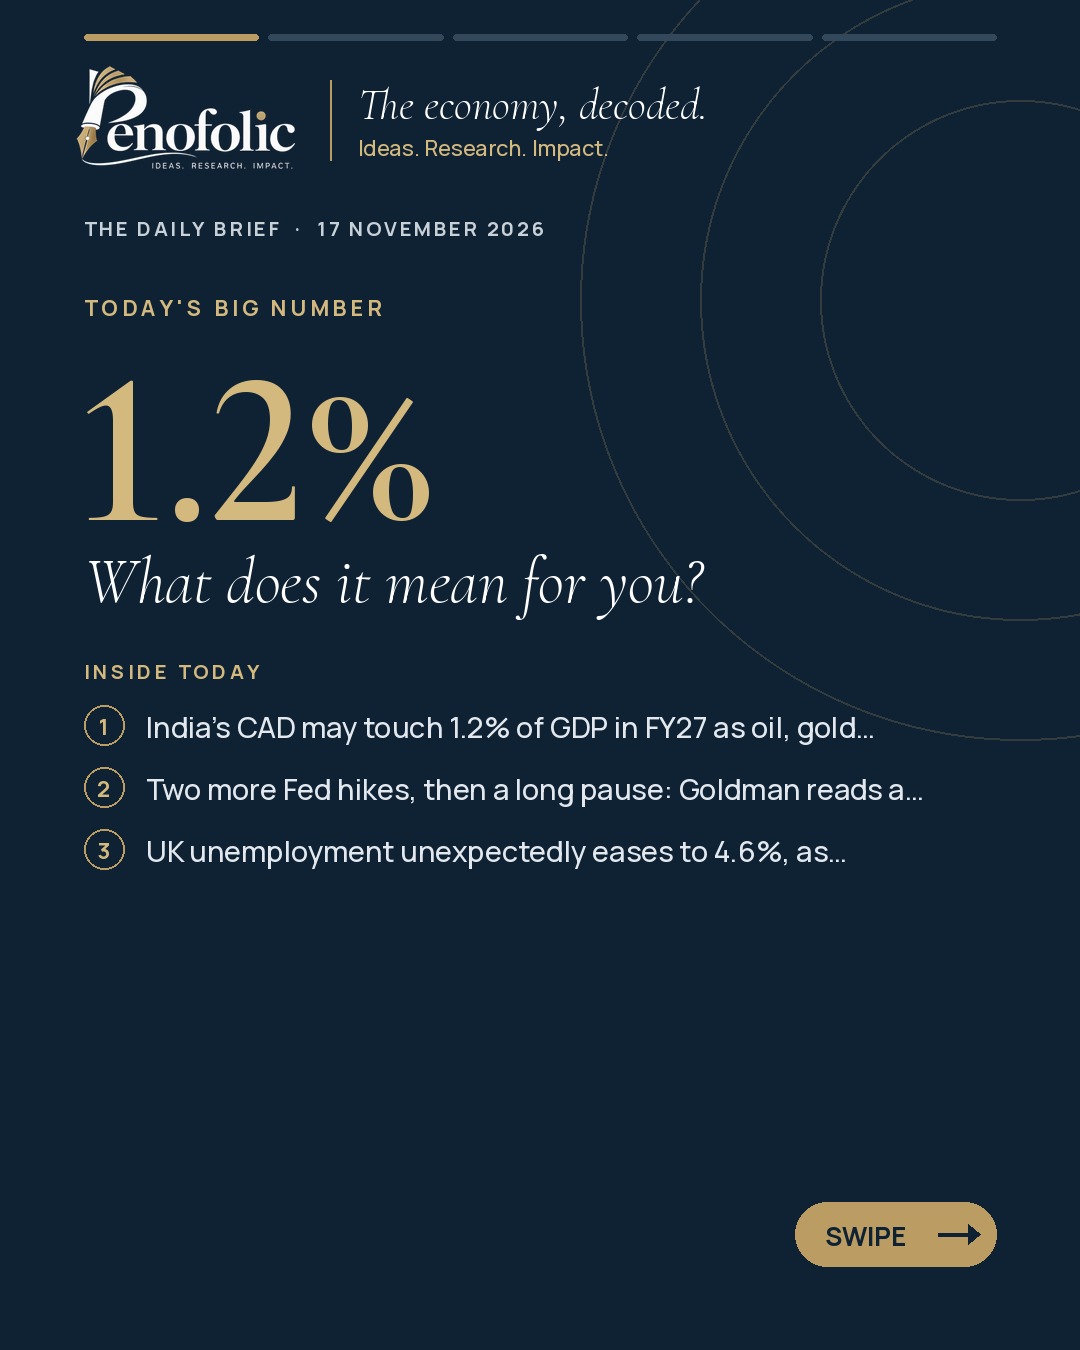 Penofolic
IDEAS. RESEARCH. IMPACT.
The economy, decoded.
Ideas. Research. Impact.
THE DAILY BRIEF · 17 NOVEMBER 2026
TODAY'S BIG NUMBER
1.2%
What does it mean for you?
INSIDE TODAY
1 India’s CAD may touch 1.2% of GDP in FY27 as oil, gold...
2 Two more Fed hikes, then a long pause: Goldman reads a...
3 UK unemployment unexpectedly eases to 4.6%, as...
SWIPE